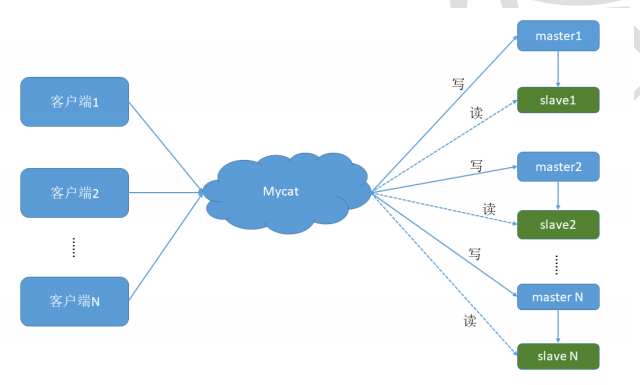 客户端1
客户端2
客户端N
Mycat
写
读
写
读
写
读
master1
slave1
master2
slave2
master N
slave N